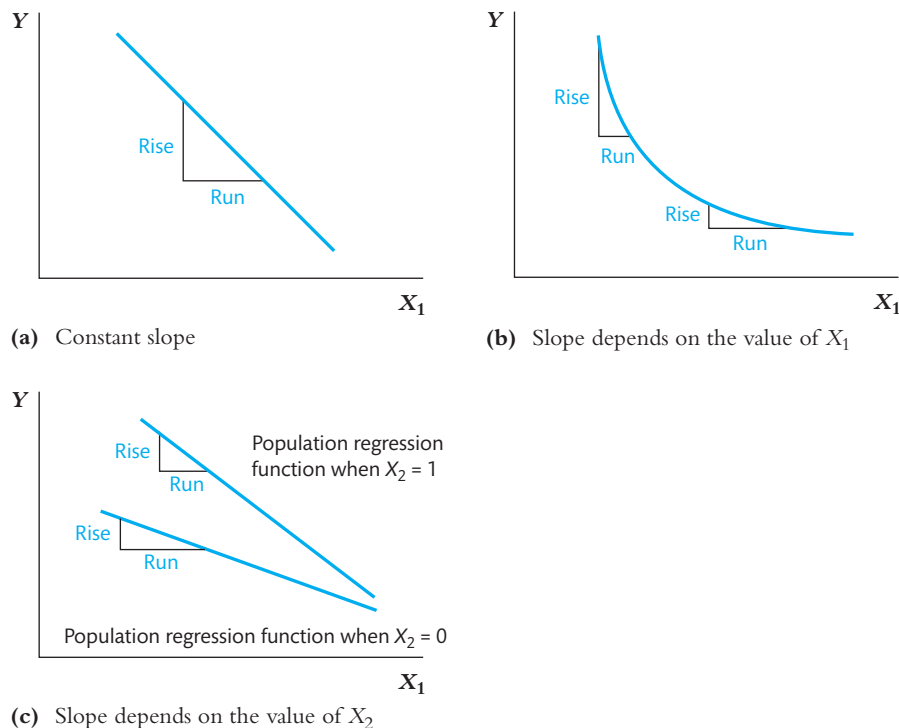 Y
Rise
Run
X₁
(a) Constant slope
Y
Rise
Run
Rise
Run
X₁
(b) Slope depends on the value of X₁
Y
Rise
Run
Population regression
function when X₂ = 1
Rise
Run
Population regression function when X₂ = 0
X₁
(c) Slope depends on the value of X₂